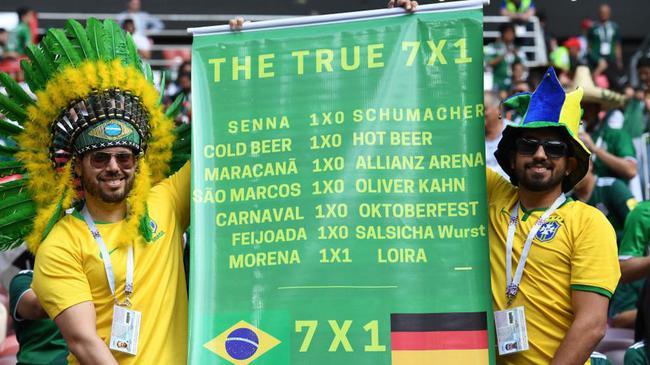 THE TRUE 7X1
SENNA 1X0 SCHUMACHER
COLD BEER 1X0 HOT BEER
MARACANÃ 1X0 ALLIANZ ARENA
SÃO MARCOS 1X0 OLIVER KAHN
CARNAVAL 1X0 OKTOBERFEST
FEIJOADA 1X0 SALSICHA Wurst
MORENA 1X1 LOIRA
7X1